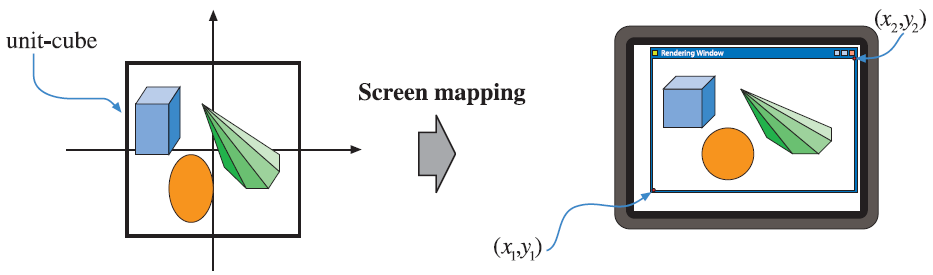 unit-cube
Screen mapping
Rendering Window
(x₂,y₂)
(x₁,y₁)